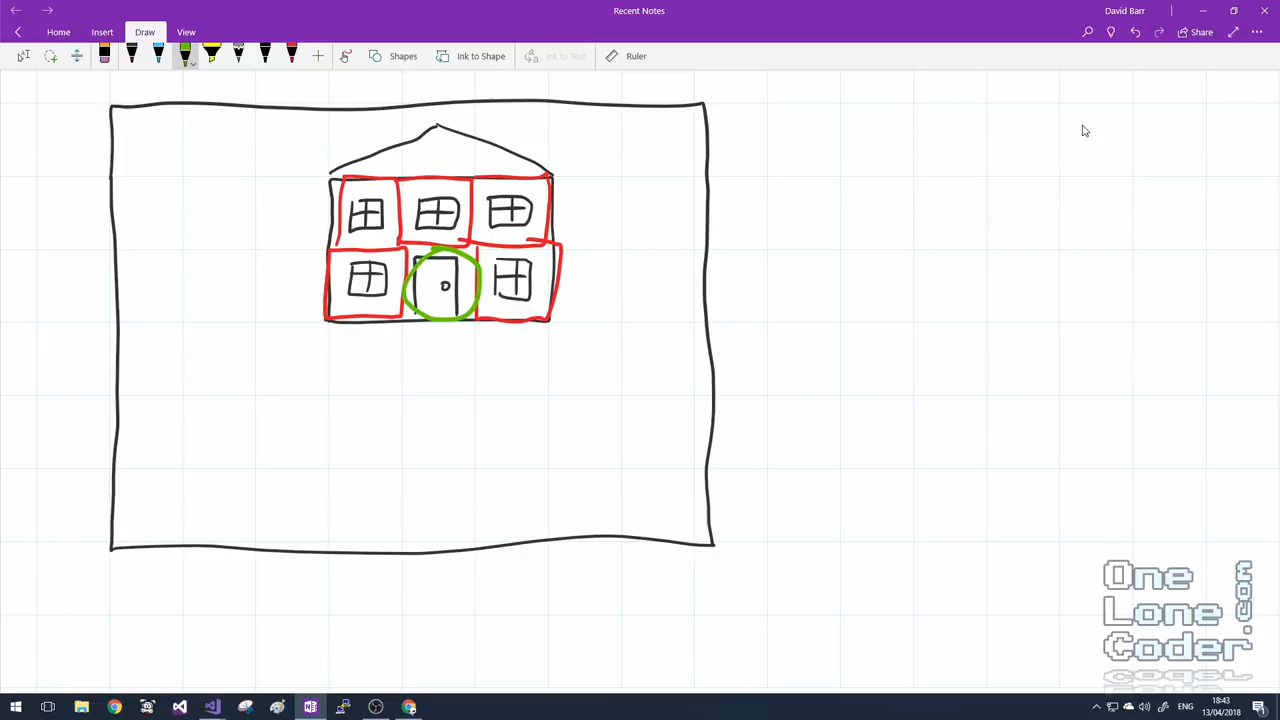 Recent Notes
David Barr
Home Insert Draw View
Share
Shapes
Ink to Shape
Ink to Text
Ruler
One
Lone
Coder
.com
ENG
18:43
13/04/2018